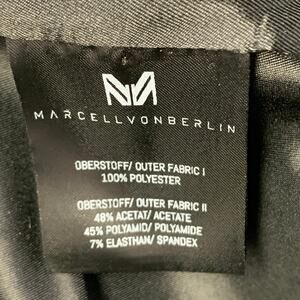 MARCELLVONBERLIN
OBERSTOFF/ OUTER FABRIC I
100% POLYESTER
OBERSTOFF/ OUTER FABRIC II
48% ACETAT/ ACETATE
45% POLYAMID/ POLYAMIDE
7% ELASTHAN/ SPANDEX